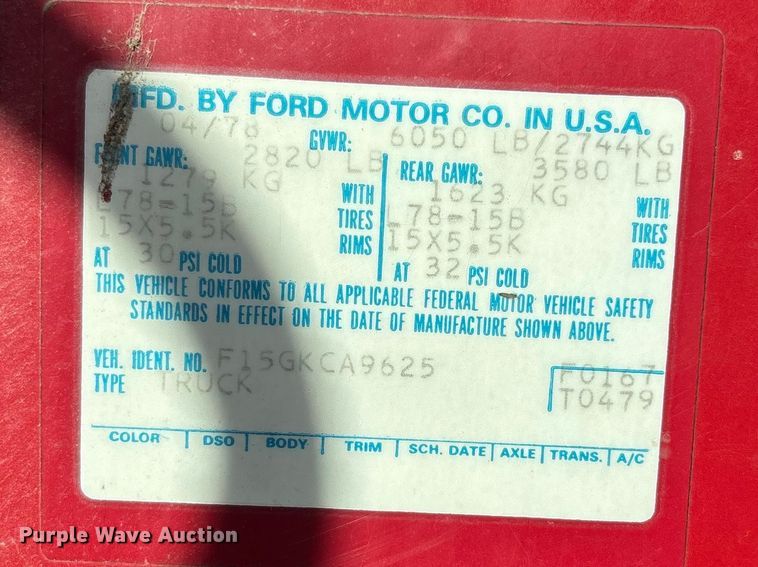 MFD. BY FORD MOTOR CO. IN U.S.A.
04/78 GVWR: 6050 LB/2744KG
FRONT GAWR: 2820 LB REAR GAWR: 3580 LB
1279 KG WITH 1623 KG WITH
L78-15B TIRES L78-15B TIRES
15X5.5K RIMS 15X5.5K RIMS
AT 30 PSI COLD AT 32 PSI COLD
THIS VEHICLE CONFORMS TO ALL APPLICABLE FEDERAL MOTOR VEHICLE SAFETY
STANDARDS IN EFFECT ON THE DATE OF MANUFACTURE SHOWN ABOVE.
VEH. IDENT. NO. F15GKCA9625 F0167
TYPE TRUCK T0479
COLOR DSO BODY TRIM SCH. DATE AXLE TRANS. A/C
Purple Wave Auction